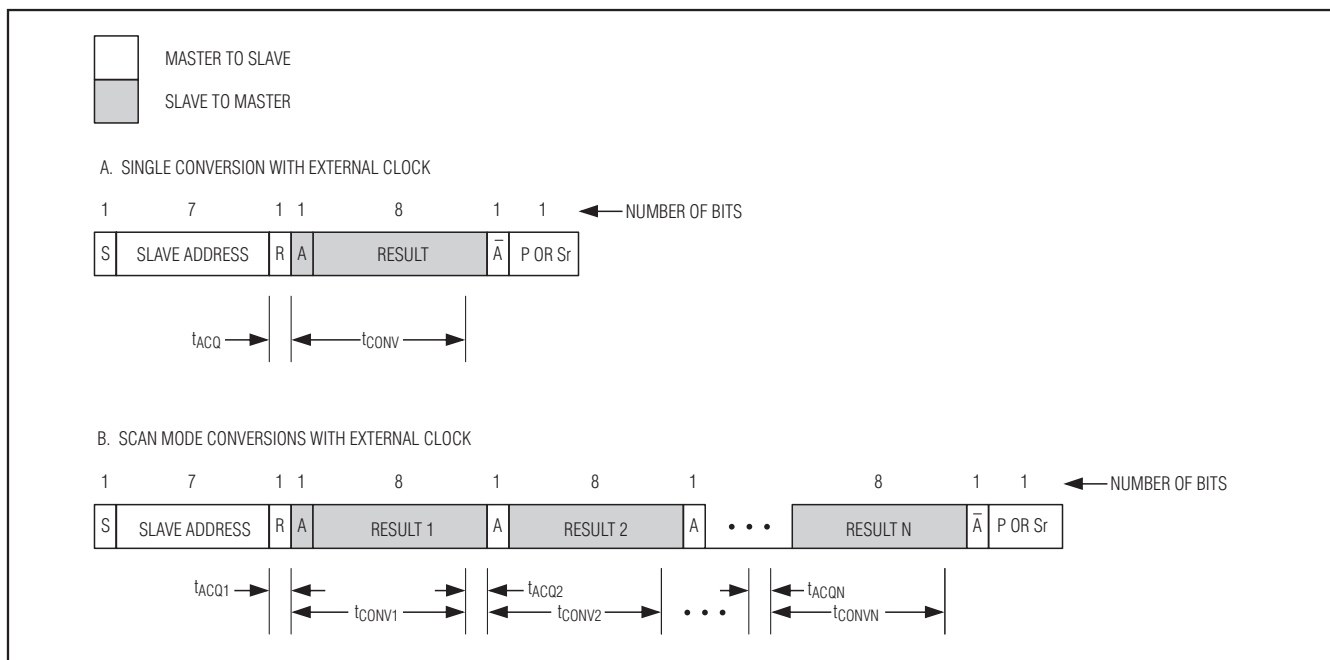 MASTER TO SLAVE
SLAVE TO MASTER
A. SINGLE CONVERSION WITH EXTERNAL CLOCK
1 7 1 1 8 1 1 NUMBER OF BITS
S SLAVE ADDRESS R A RESULT A̅ P OR Sr
tACQ tCONV
B. SCAN MODE CONVERSIONS WITH EXTERNAL CLOCK
1 7 1 1 8 1 8 1 8 1 1 NUMBER OF BITS
S SLAVE ADDRESS R A RESULT 1 A RESULT 2 A • • • RESULT N A̅ P OR Sr
tACQ1 tACQ2 tACQN
tCONV1 tCONV2 • • • tCONVN